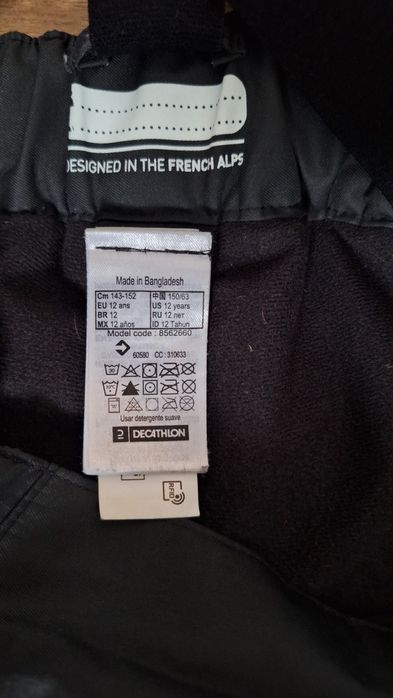 DESIGNED IN THE FRENCH ALPS
Made in Bangladesh
Cm 143-152 中国 150/63
EU 12 ans US 12 years
BR 12 RU 12 лет
MX 12 años ID 12 Tahun
Model code : 8562660
60580 CC : 310633
Usar detergente suave
DECATHLON
RFID